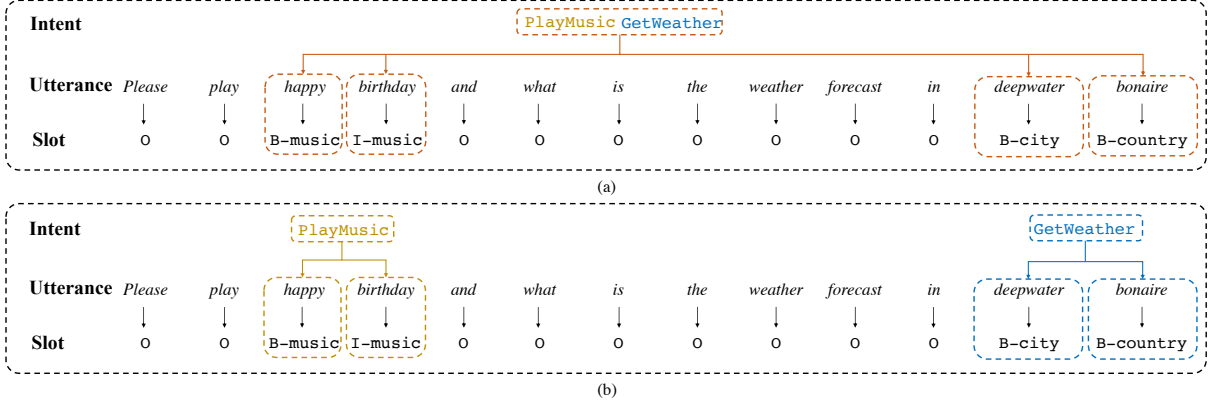 Intent PlayMusic GetWeather
Utterance Please play happy birthday and what is the weather forecast in deepwater bonaire
Slot O O B-music I-music O O O O O O O B-city B-country
(a)
Intent PlayMusic GetWeather
Utterance Please play happy birthday and what is the weather forecast in deepwater bonaire
Slot O O B-music I-music O O O O O O O B-city B-country
(b)